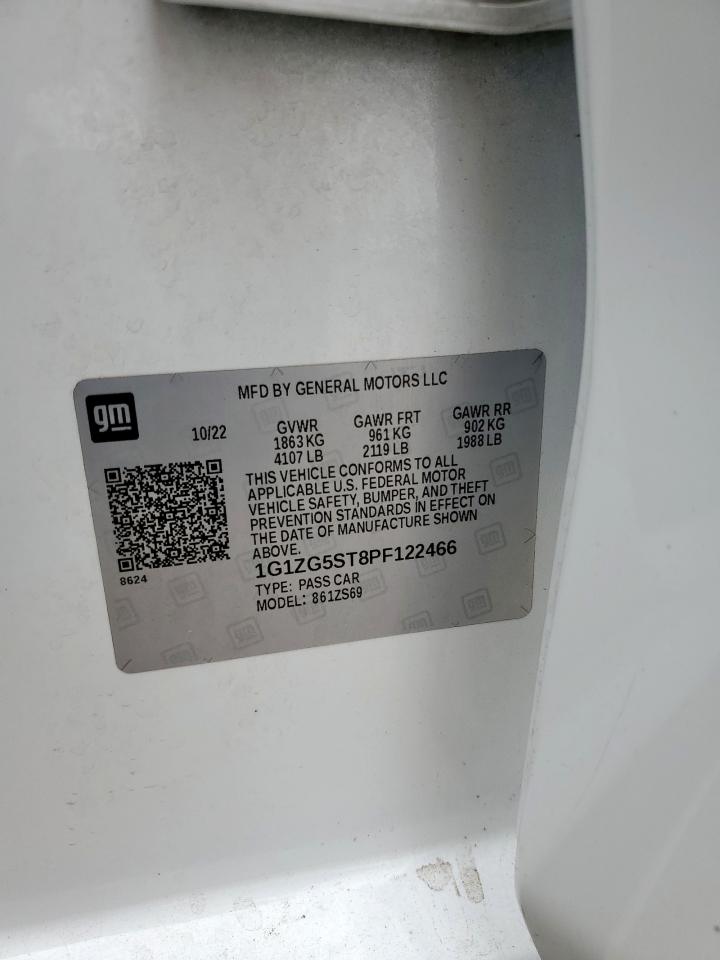 MFD BY GENERAL MOTORS LLC
gm
10/22
GVWR
1863 KG
4107 LB
GAWR FRT
961 KG
2119 LB
GAWR RR
902 KG
1988 LB
THIS VEHICLE CONFORMS TO ALL
APPLICABLE U.S. FEDERAL MOTOR
VEHICLE SAFETY, BUMPER, AND THEFT
PREVENTION STANDARDS IN EFFECT ON
THE DATE OF MANUFACTURE SHOWN
ABOVE.
8624
1G1ZG5ST8PF122466
TYPE: PASS CAR
MODEL: 861ZS69